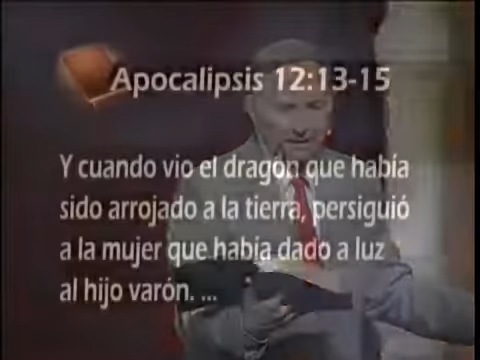 Apocalipsis 12:13-15
Y cuando vio el dragón que había
sido arrojado a la tierra, persiguió
a la mujer que había dado a luz
al hijo varón. ...